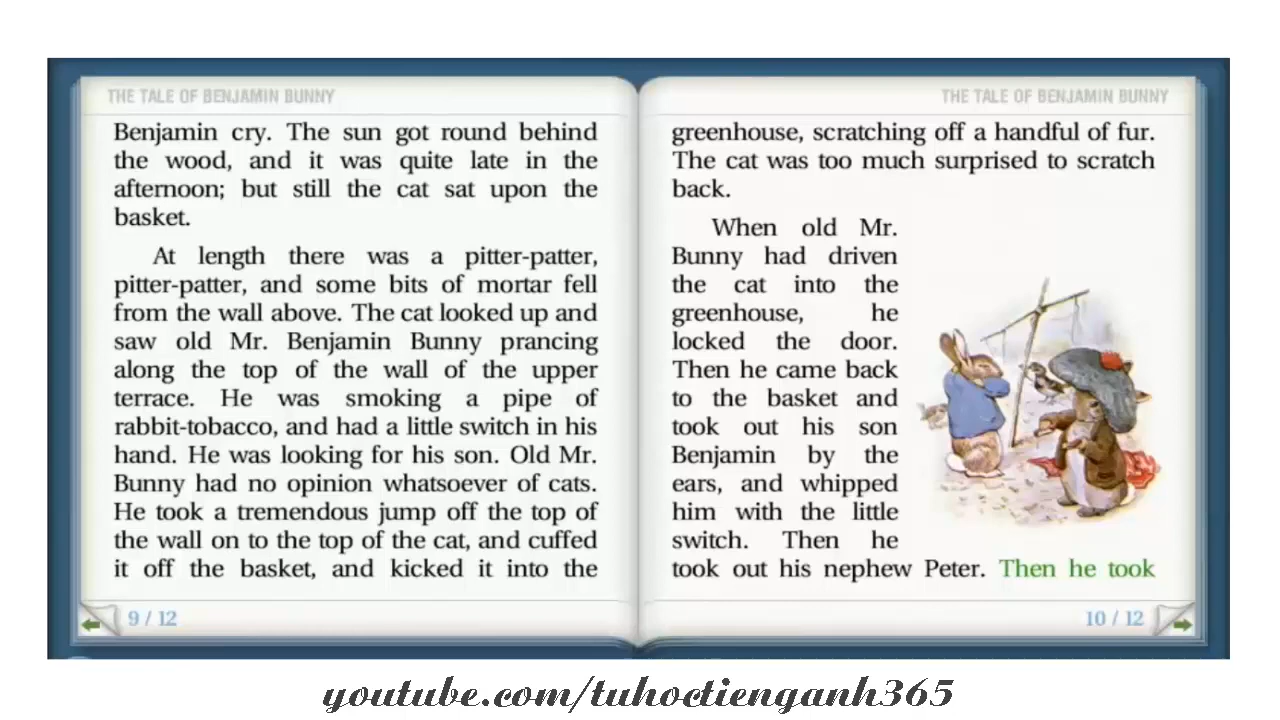 THE TALE OF BENJAMIN BUNNY
Benjamin cry. The sun got round behind
the wood, and it was quite late in the
afternoon; but still the cat sat upon the
basket.
At length there was a pitter-patter,
pitter-patter, and some bits of mortar fell
from the wall above. The cat looked up and
saw old Mr. Benjamin Bunny prancing
along the top of the wall of the upper
terrace. He was smoking a pipe of
rabbit-tobacco, and had a little switch in his
hand. He was looking for his son. Old Mr.
Bunny had no opinion whatsoever of cats.
He took a tremendous jump off the top of
the wall on to the top of the cat, and cuffed
it off the basket, and kicked it into the
9 / 12
THE TALE OF BENJAMIN BUNNY
greenhouse, scratching off a handful of fur.
The cat was too much surprised to scratch
back.
When old Mr.
Bunny had driven
the cat into the
greenhouse, he
locked the door.
Then he came back
to the basket and
took out his son
Benjamin by the
ears, and whipped
him with the little
switch. Then he
took out his nephew Peter. Then he took
10 / 12
youtube.com/tuhoctienganh365